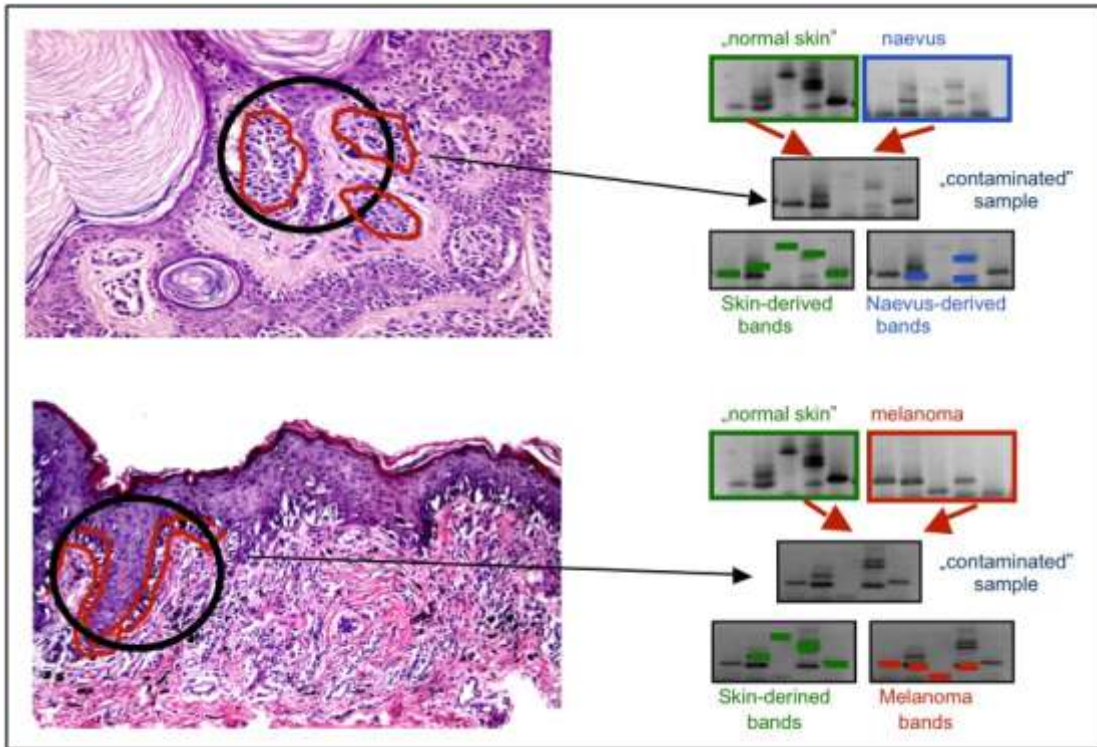 „normal skin”
naevus
„contaminated”
sample
Skin-derived
bands
Naevus-derived
bands
„normal skin”
melanoma
„contaminated”
sample
Skin-derined
bands
Melanoma
bands